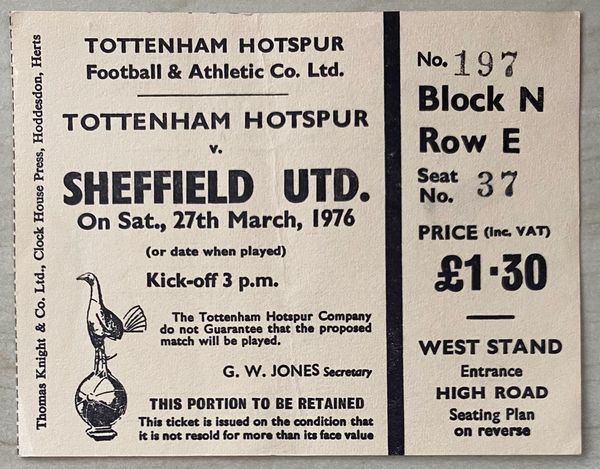 Thomas Knight & Co. Ltd., Clock House Press, Hoddesdon, Herts
TOTTENHAM HOTSPUR
Football & Athletic Co. Ltd.
TOTTENHAM HOTSPUR
v.
SHEFFIELD UTD.
On Sat., 27th March, 1976
(or date when played)
Kick-off 3 p.m.
The Tottenham Hotspur Company
do not Guarantee that the proposed
match will be played.
G. W. JONES Secretary
THIS PORTION TO BE RETAINED
This ticket is issued on the condition that
it is not resold for more than its face value
No. 197
Block N
Row E
Seat
No. 37
PRICE (Inc. VAT)
£1·30
WEST STAND
Entrance
HIGH ROAD
Seating Plan
on reverse